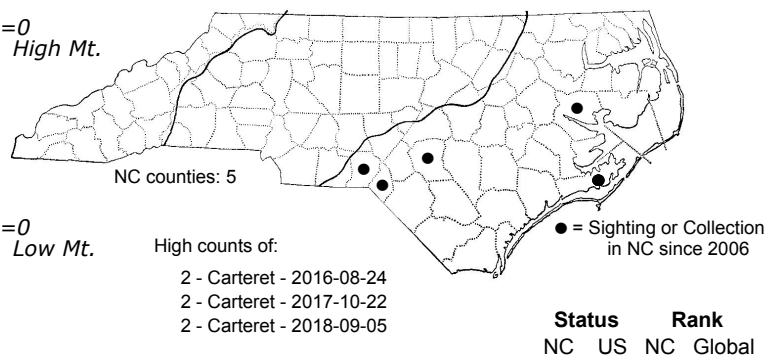 =0
High Mt.
NC counties: 5
=0
Low Mt.
High counts of:
2 - Carteret - 2016-08-24
2 - Carteret - 2017-10-22
2 - Carteret - 2018-09-05
● = Sighting or Collection
in NC since 2006
Status Rank
NC US NC Global